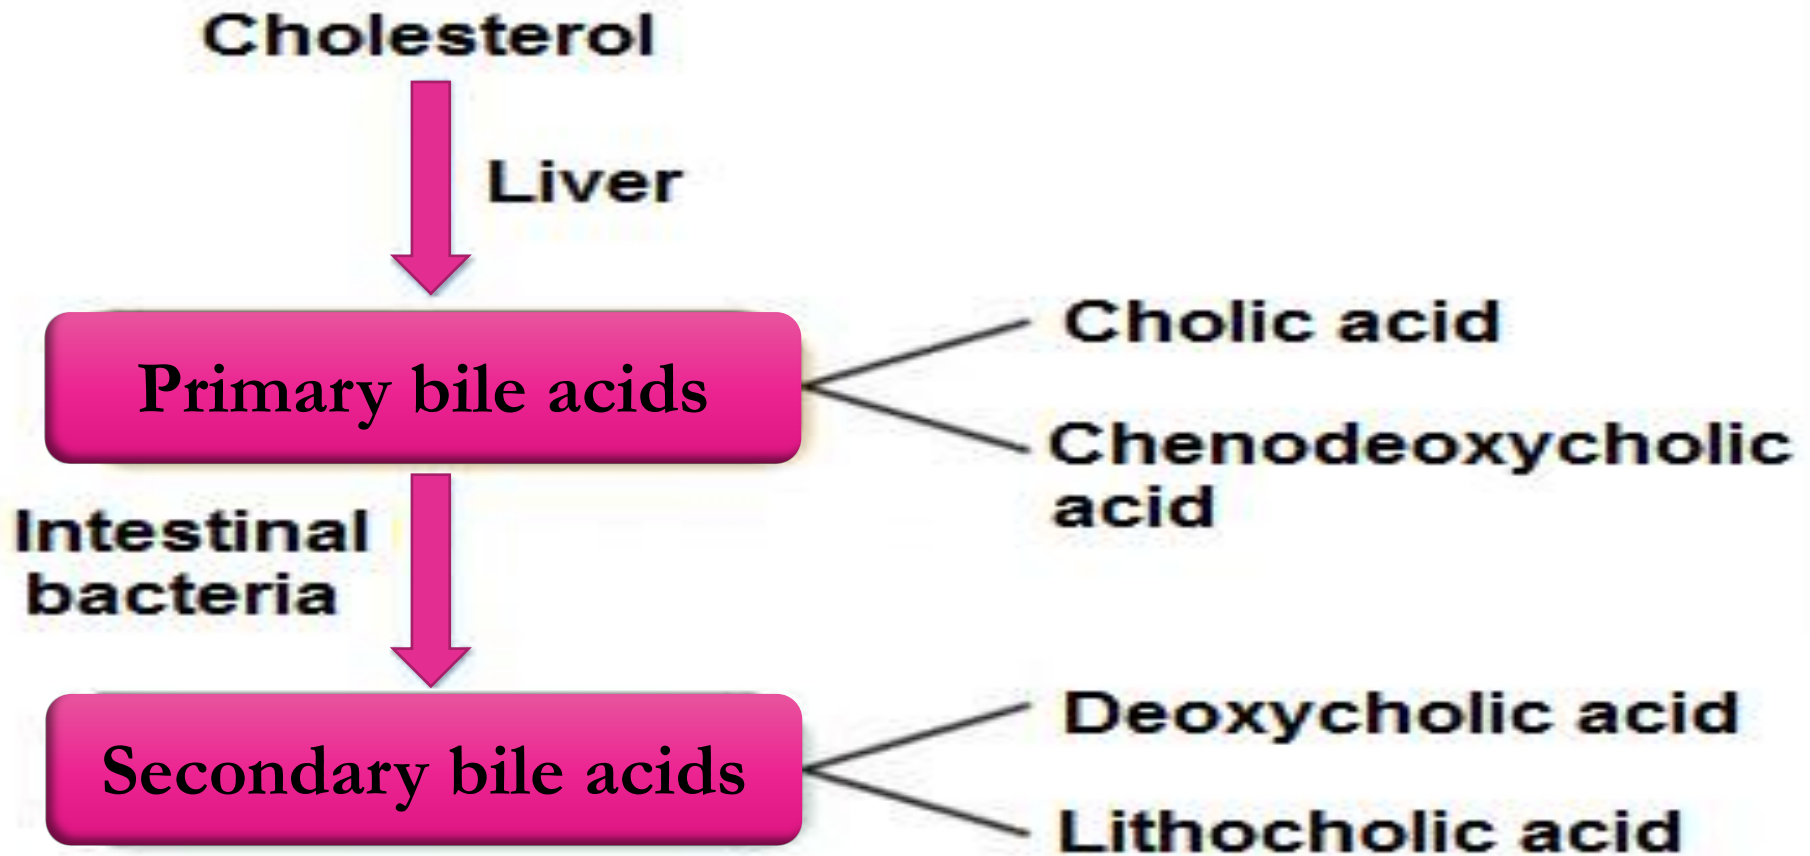 Cholesterol
Liver
Primary bile acids
Cholic acid
Chenodeoxycholic
acid
Intestinal
bacteria
Secondary bile acids
Deoxycholic acid
Lithocholic acid